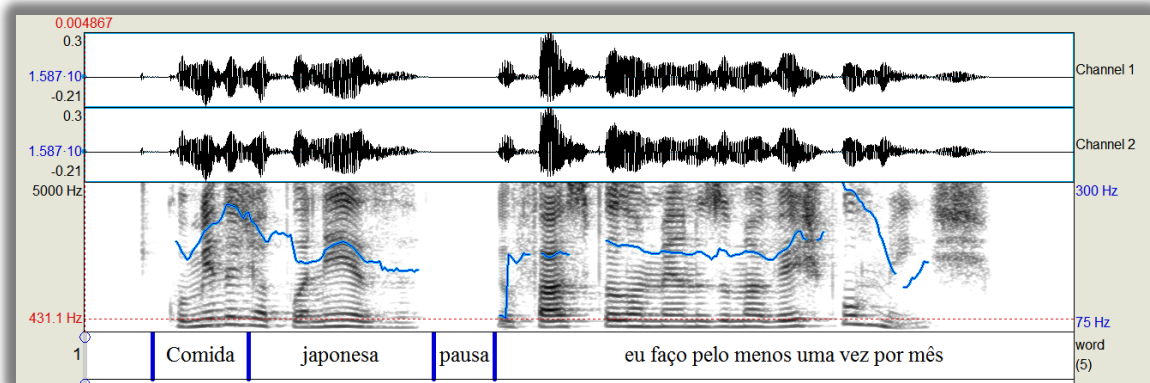 0.004867
0.3
1.587·10
-0.21
Channel 1
0.3
1.587·10
-0.21
Channel 2
5000 Hz
300 Hz
431.1 Hz
75 Hz
1
Comida
japonesa
pausa
eu faço pelo menos uma vez por mês
word
(5)